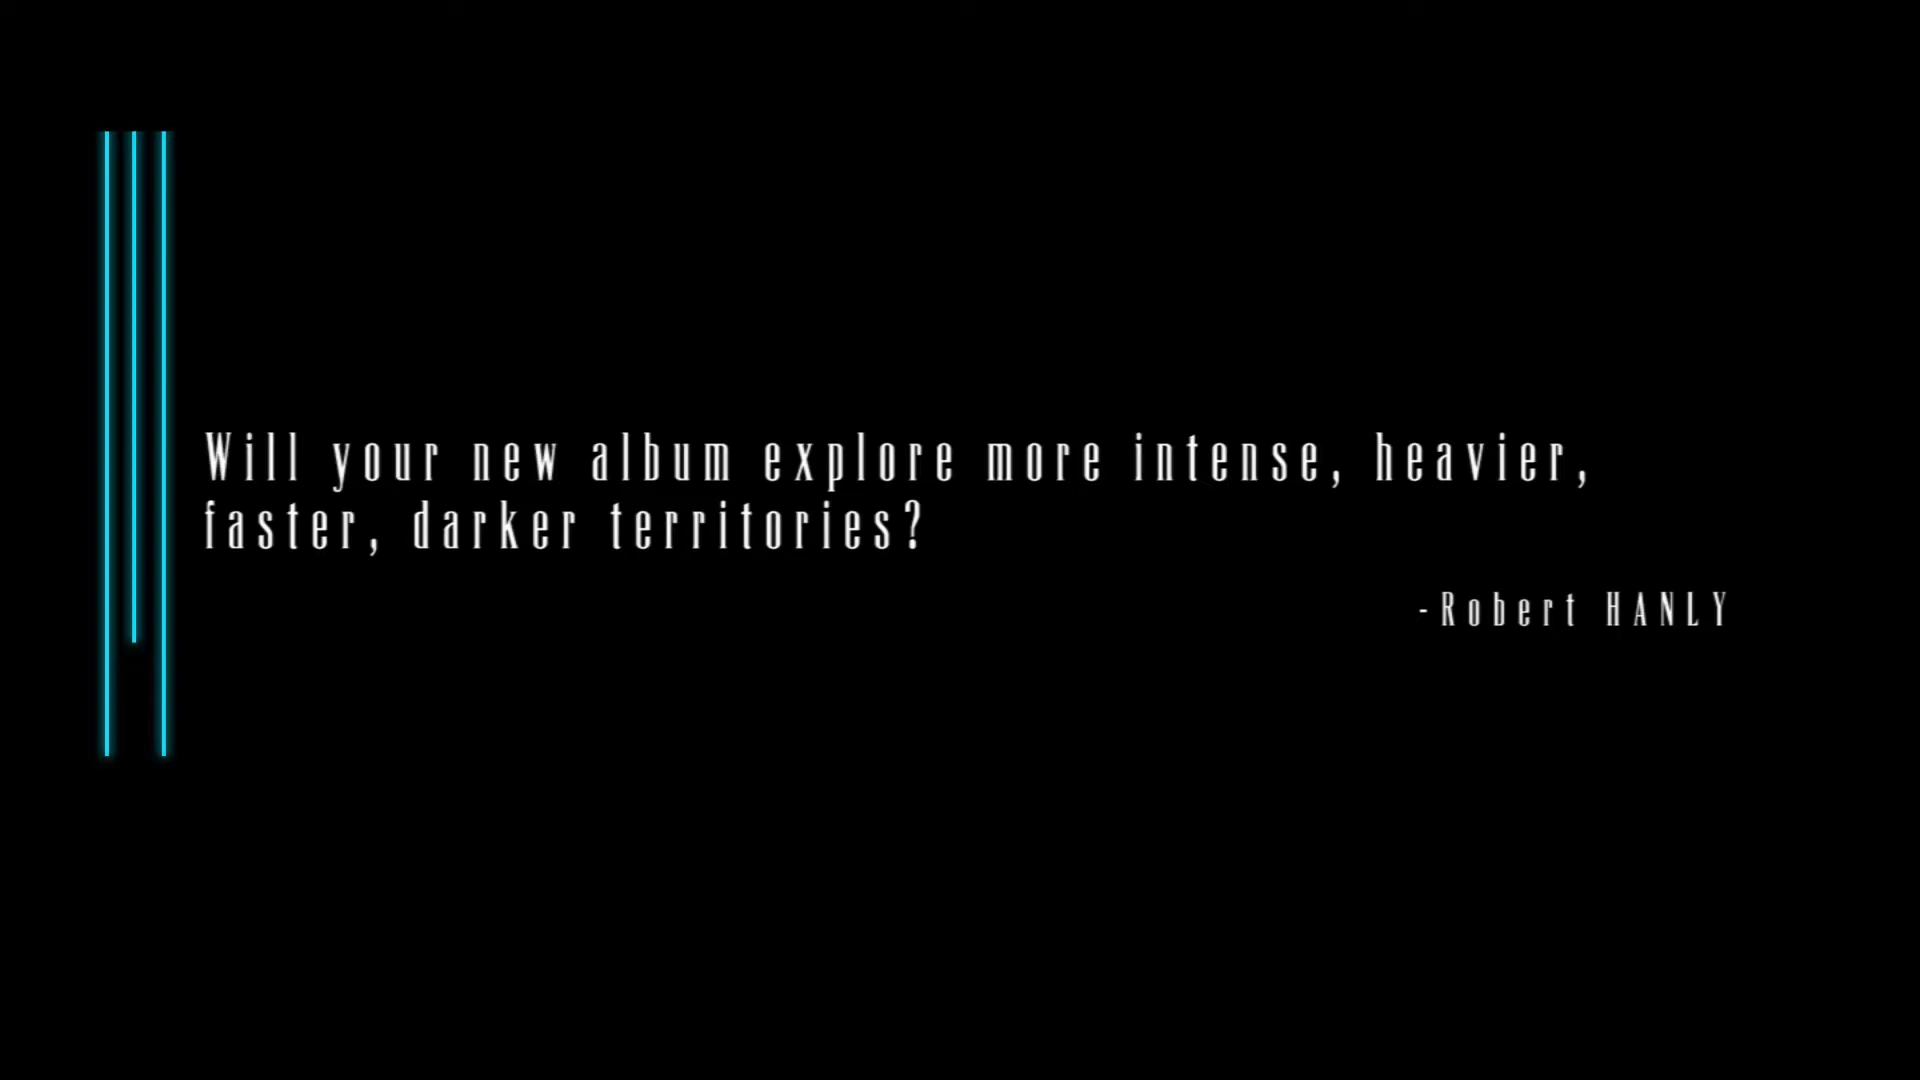 Will your new album explore more intense, heavier,
faster, darker territories?
-Robert HANLY